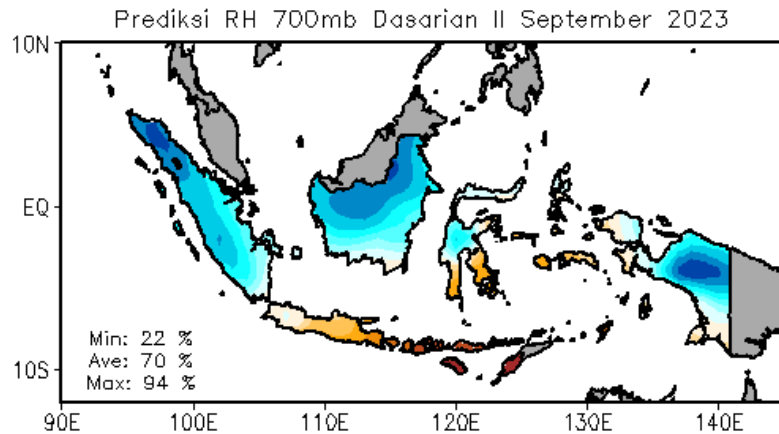 Prediksi RH 700mb Dasarian II September 2023
10N
EQ
10S
Min: 22 %
Ave: 70 %
Max: 94 %
90E 100E 110E 120E 130E 140E